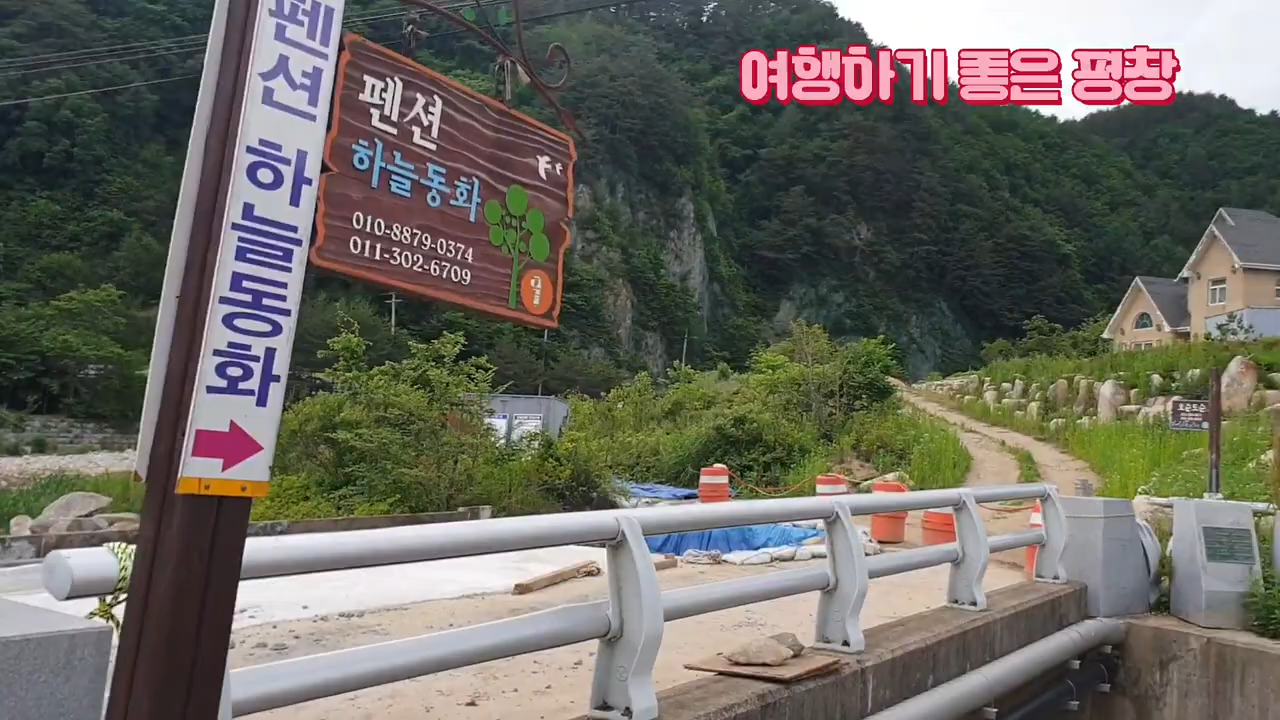 여행하기 좋은 평창
펜션 하늘동화
펜션
하늘동화
010-8879-0374
011-302-6709